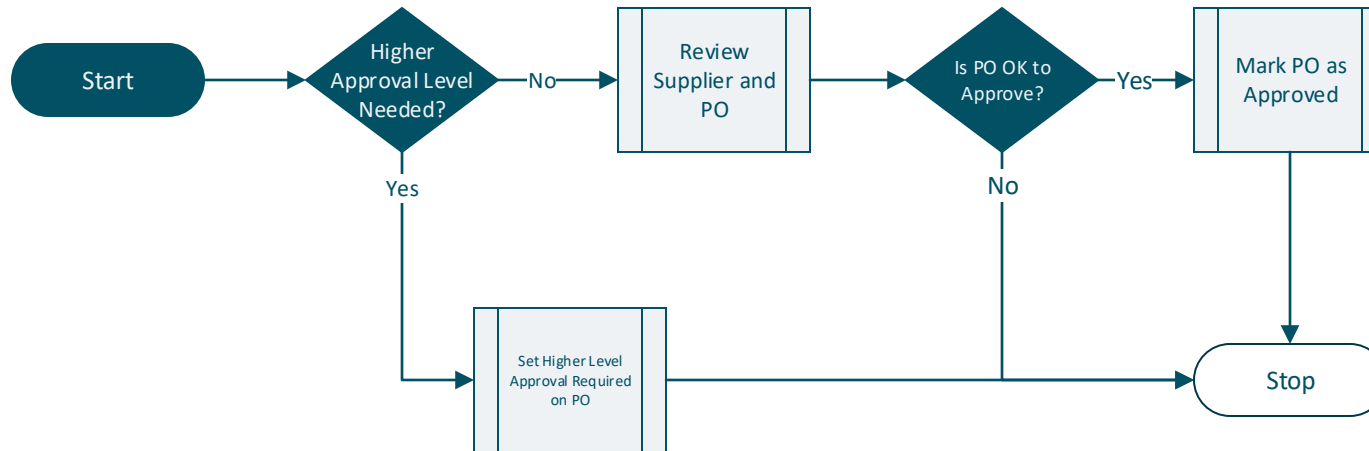 Start
Higher
Approval Level
Needed?
No
Review
Supplier and
PO
Is PO OK to
Approve?
Yes
Mark PO as
Approved
Yes
No
Set Higher Level
Approval Required
on PO
Stop